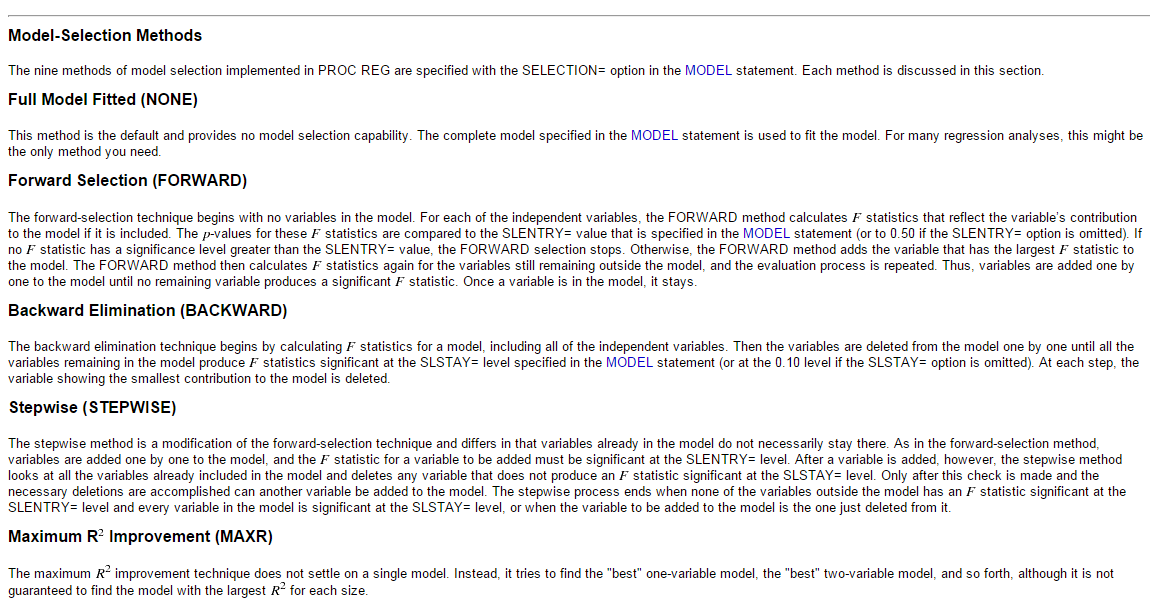 Model-Selection Methods
The nine methods of model selection implemented in PROC REG are specified with the SELECTION= option in the MODEL statement. Each method is discussed in this section.
Full Model Fitted (NONE)
This method is the default and provides no model selection capability. The complete model specified in the MODEL statement is used to fit the model. For many regression analyses, this might be
the only method you need.
Forward Selection (FORWARD)
The forward-selection technique begins with no variables in the model. For each of the independent variables, the FORWARD method calculates F statistics that reflect the variable's contribution
to the model if it is included. The p-values for these F statistics are compared to the SLENTRY= value that is specified in the MODEL statement (or to 0.50 if the SLENTRY= option is omitted). If
no F statistic has a significance level greater than the SLENTRY= value, the FORWARD selection stops. Otherwise, the FORWARD method adds the variable that has the largest F statistic to
the model. The FORWARD method then calculates F statistics again for the variables still remaining outside the model, and the evaluation process is repeated. Thus, variables are added one by
one to the model until no remaining variable produces a significant F statistic. Once a variable is in the model, it stays.
Backward Elimination (BACKWARD)
The backward elimination technique begins by calculating F statistics for a model, including all of the independent variables. Then the variables are deleted from the model one by one until all the
variables remaining in the model produce F statistics significant at the SLSTAY= level specified in the MODEL statement (or at the 0.10 level if the SLSTAY= option is omitted). At each step, the
variable showing the smallest contribution to the model is deleted.
Stepwise (STEPWISE)
The stepwise method is a modification of the forward-selection technique and differs in that variables already in the model do not necessarily stay there. As in the forward-selection method,
variables are added one by one to the model, and the F statistic for a variable to be added must be significant at the SLENTRY= level. After a variable is added, however, the stepwise method
looks at all the variables already included in the model and deletes any variable that does not produce an F statistic significant at the SLSTAY= level. Only after this check is made and the
necessary deletions are accomplished can another variable be added to the model. The stepwise process ends when none of the variables outside the model has an F statistic significant at the
SLENTRY= level and every variable in the model is significant at the SLSTAY= level, or when the variable to be added to the model is the one just deleted from it.
Maximum R² Improvement (MAXR)
The maximum R² improvement technique does not settle on a single model. Instead, it tries to find the "best" one-variable model, the "best" two-variable model, and so forth, although it is not
guaranteed to find the model with the largest R² for each size.